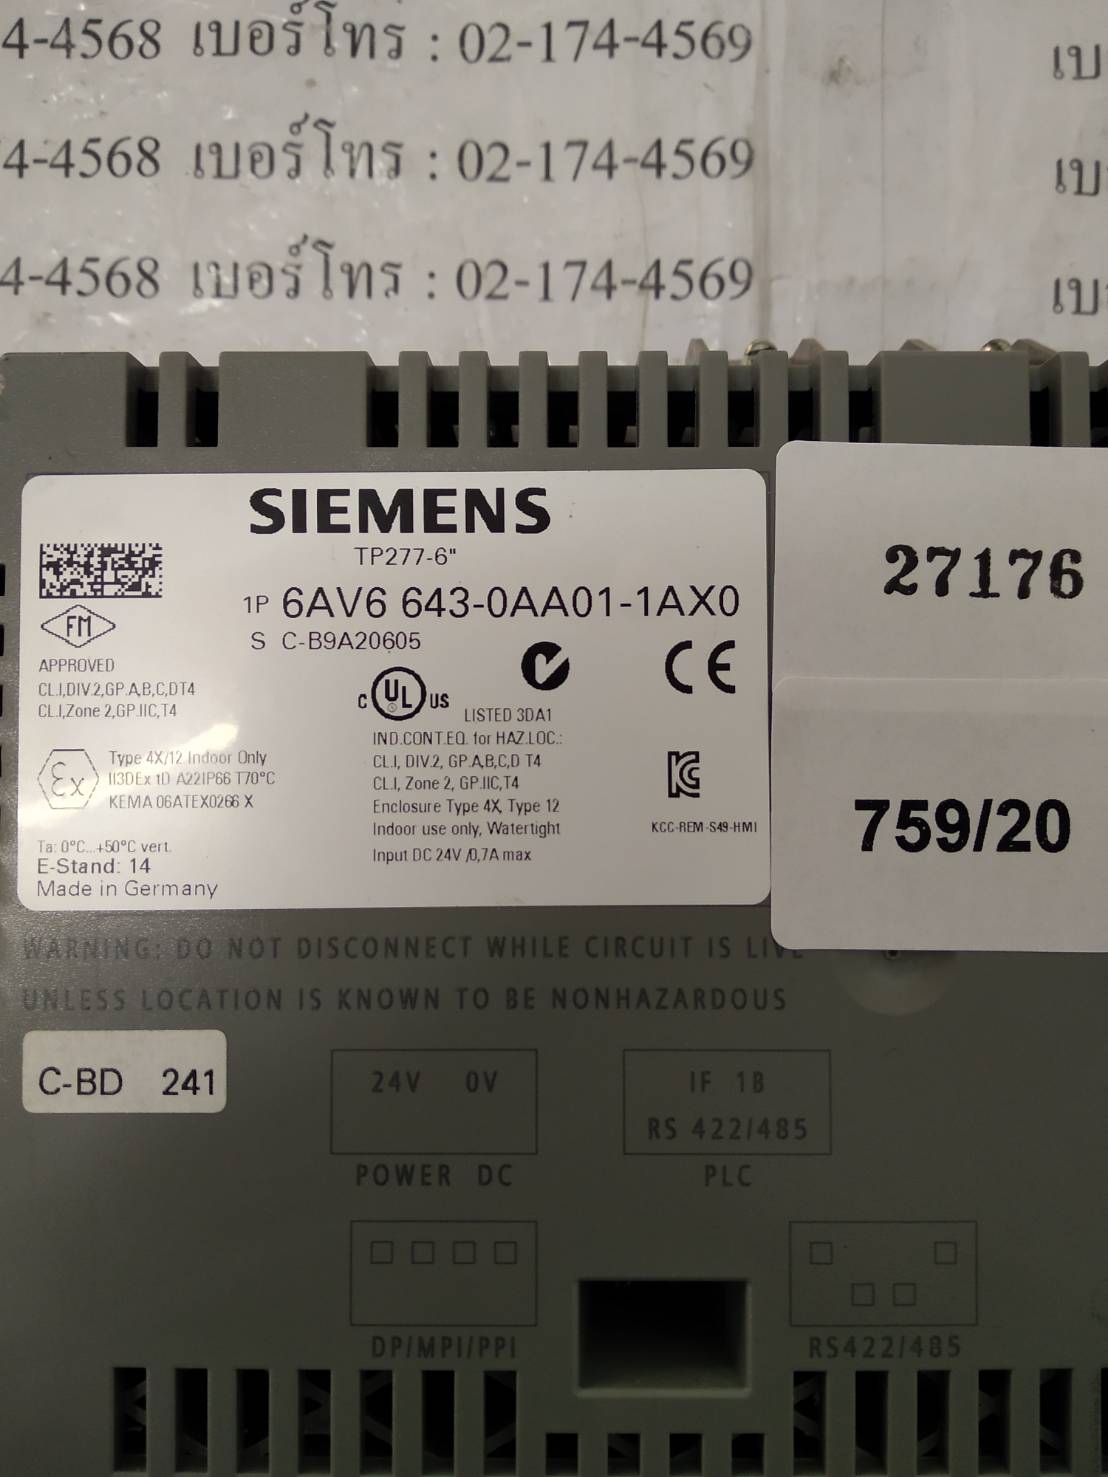 4-4568 เบอร์โทร : 02-174-4569 เบ
4-4568 เบอร์โทร : 02-174-4569 เบ
4-4568 เบอร์โทร : 02-174-4569 เบ
SIEMENS
TP277-6"
1P 6AV6 643-0AA01-1AX0
S C-B9A20605
FM
APPROVED
CL.I,DIV.2,GP.A,B,C,DT4
CL.I,Zone 2,GP.IIC,T4
Ex
Type 4X/12 Indoor Only
II3DEx tD A22IP66 T70°C
KEMA 06ATEX0266 X
Ta: 0°C...+50°C vert.
E-Stand: 14
Made in Germany
C UL US
LISTED 3DA1
IND.CONT.EQ. for HAZ.LOC.:
CL.I, DIV.2, GP.A,B,C,D T4
CL.I, Zone 2, GP.IIC,T4
Enclosure Type 4X, Type 12
Indoor use only, Watertight
Input DC 24V /0,7A max
CE
KCC-REM-S49-HMI
27176
759/20
WARNING: DO NOT DISCONNECT WHILE CIRCUIT IS LIVE
UNLESS LOCATION IS KNOWN TO BE NONHAZARDOUS
C-BD 241
24V 0V
POWER DC
IF 1B
RS 422/485
PLC
DP/MPI/PPI
RS422/485